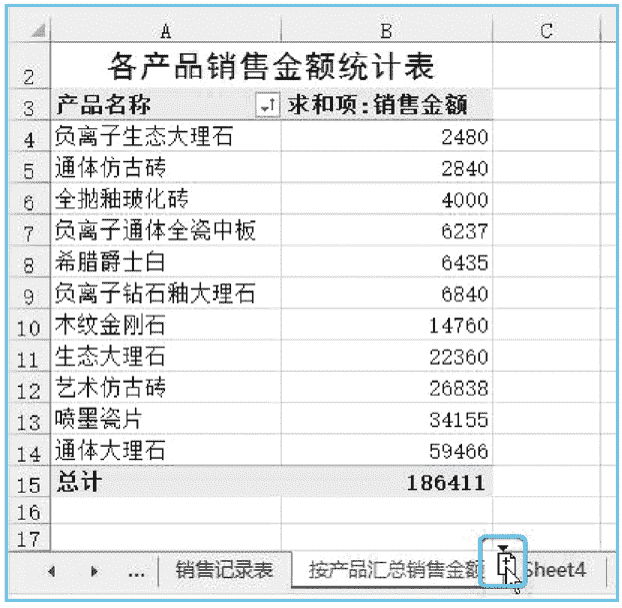 A B C
2 各产品销售金额统计表
3 产品名称 求和项:销售金额
4 负离子生态大理石 2480
5 通体仿古砖 2840
6 全抛釉玻化砖 4000
7 负离子通体全瓷中板 6237
8 希腊爵士白 6435
9 负离子钻石釉大理石 6840
10 木纹金刚石 14760
11 生态大理石 22360
12 艺术仿古砖 26838
13 喷墨瓷片 34155
14 通体大理石 59466
15 总计 186411
16
17
... 销售记录表 按产品汇总销售金额 Sheet4